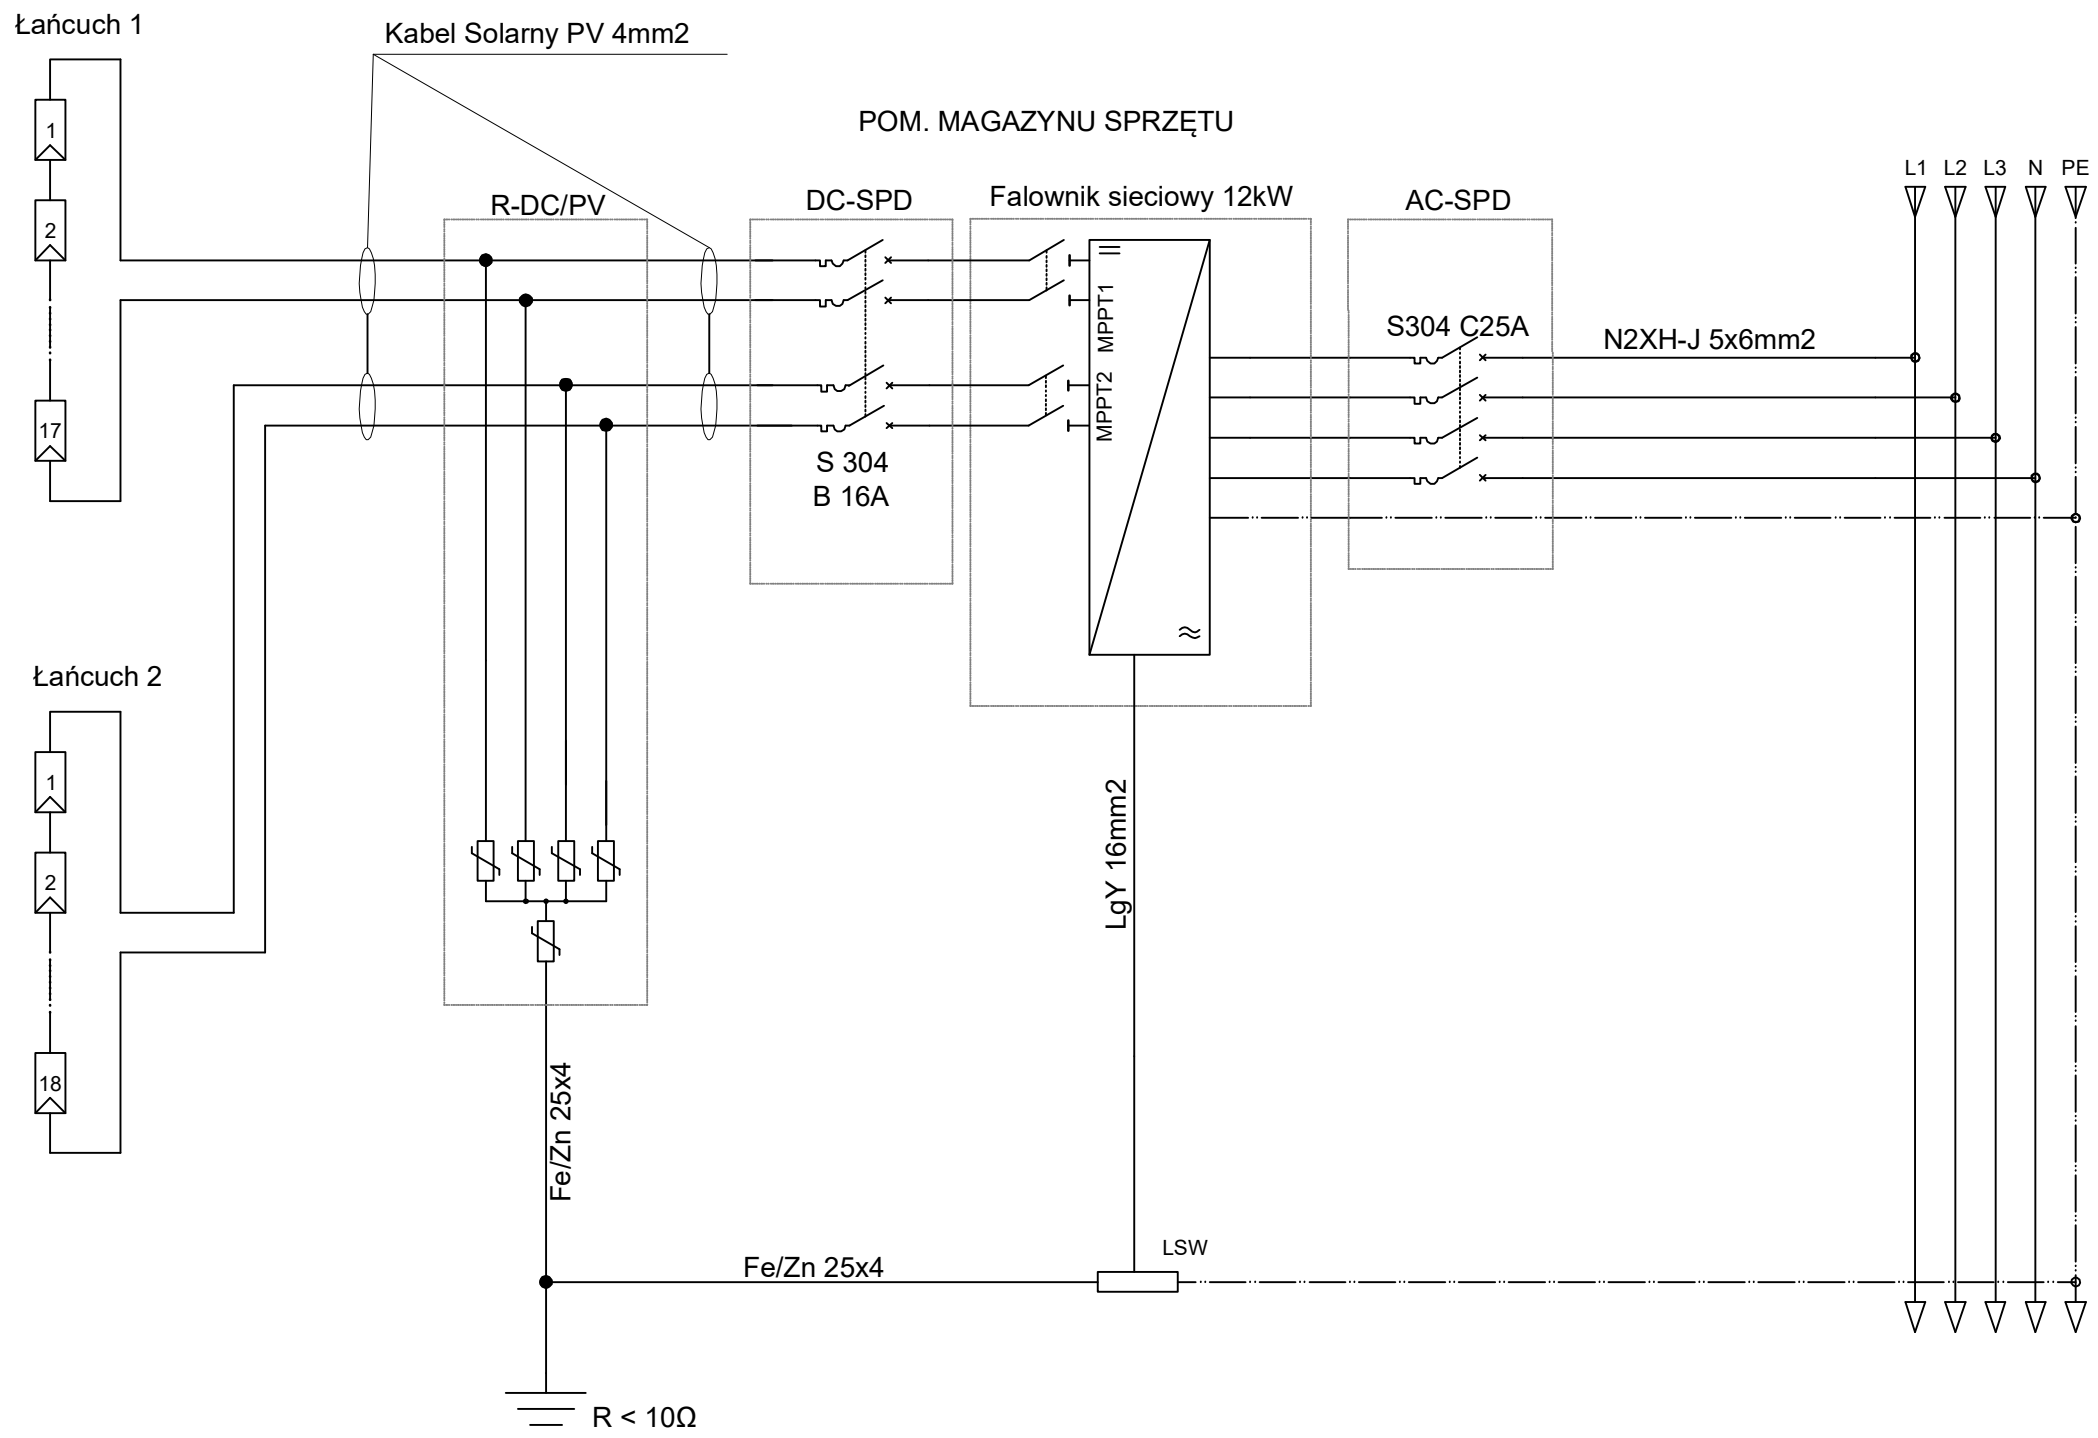 Łańcuch 1
Kabel Solarny PV 4mm2
POM. MAGAZYNU SPRZĘTU
1
2
17
R-DC/PV
DC-SPD
Falownik sieciowy 12kW
AC-SPD
L1 L2 L3 N PE
MPPT1
MPPT2
S 304
B 16A
S304 C25A
N2XH-J 5x6mm2
Łańcuch 2
1
2
18
LgY 16mm2
Fe/Zn 25x4
Fe/Zn 25x4
LSW
R < 10Ω